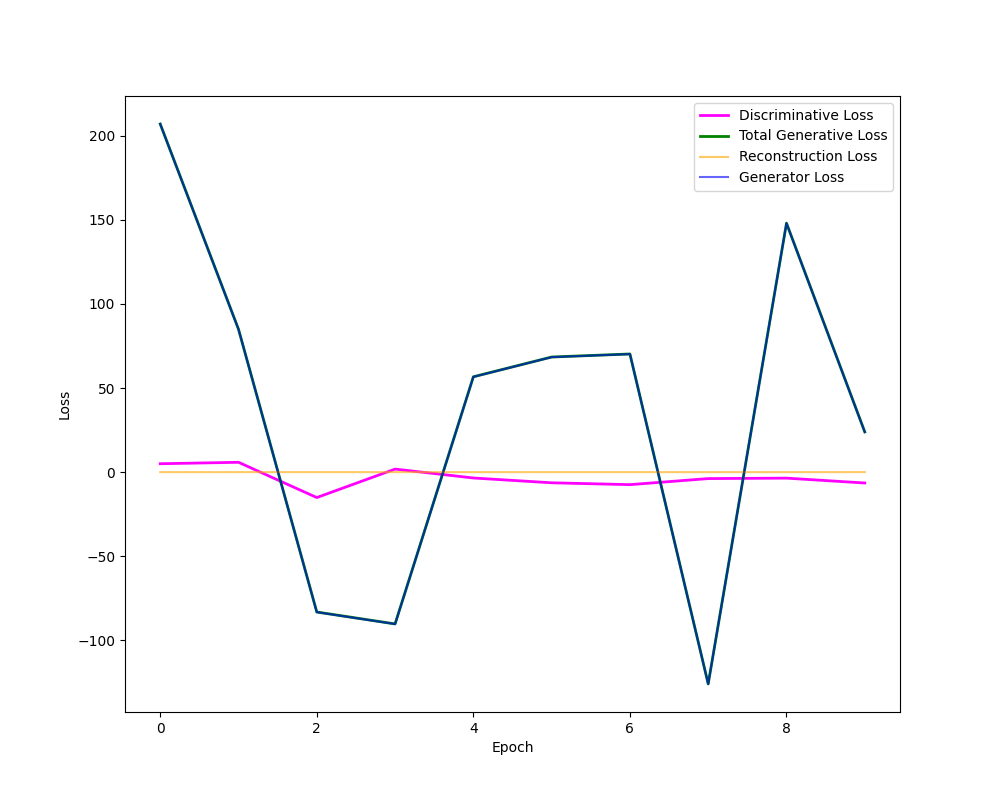 Discriminative Loss
Total Generative Loss
Reconstruction Loss
Generator Loss
200
150
100
50
0
−50
−100
Loss
0 2 4 6 8
Epoch